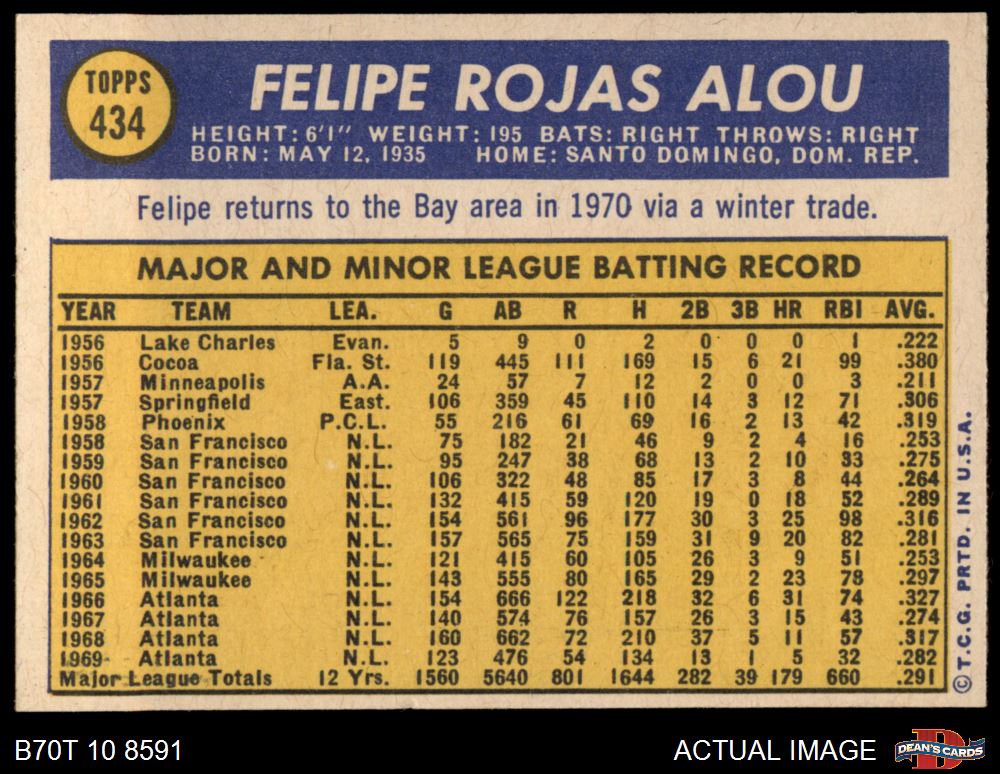 TOPPS
434
FELIPE ROJAS ALOU
HEIGHT: 6'1" WEIGHT: 195 BATS: RIGHT THROWS: RIGHT
BORN: MAY 12, 1935 HOME: SANTO DOMINGO, DOM. REP.
Felipe returns to the Bay area in 1970 via a winter trade.
MAJOR AND MINOR LEAGUE BATTING RECORD
YEAR TEAM LEA. G AB R H 2B 3B HR RBI AVG.
1956 Lake Charles Evan. 5 9 0 2 0 0 0 1 .222
1956 Cocoa Fla. St. 119 445 111 169 15 6 21 99 .380
1957 Minneapolis A.A. 24 57 7 12 2 0 0 3 .211
1957 Springfield East. 106 359 45 110 14 3 12 71 .306
1958 Phoenix P.C.L. 55 216 61 69 16 2 13 42 .319
1958 San Francisco N.L. 75 182 21 46 9 2 4 16 .253
1959 San Francisco N.L. 95 247 38 68 13 2 10 33 .275
1960 San Francisco N.L. 106 322 48 85 17 3 8 44 .264
1961 San Francisco N.L. 132 415 59 120 19 0 18 52 .289
1962 San Francisco N.L. 154 561 96 177 30 3 25 98 .316
1963 San Francisco N.L. 157 565 75 159 31 9 20 82 .281
1964 Milwaukee N.L. 121 415 60 105 26 3 9 51 .253
1965 Milwaukee N.L. 143 555 80 165 29 2 23 78 .297
1966 Atlanta N.L. 154 666 122 218 32 6 31 74 .327
1967 Atlanta N.L. 140 574 76 157 26 3 15 43 .274
1968 Atlanta N.L. 160 662 72 210 37 5 11 57 .317
1969 Atlanta N.L. 123 476 54 134 13 1 5 32 .282
Major League Totals 12 Yrs. 1560 5640 801 1644 282 39 179 660 .291
©T.C.G. PRTD. IN U.S.A.
B70T 10 8591
ACTUAL IMAGE
D
DEAN'S CARDS